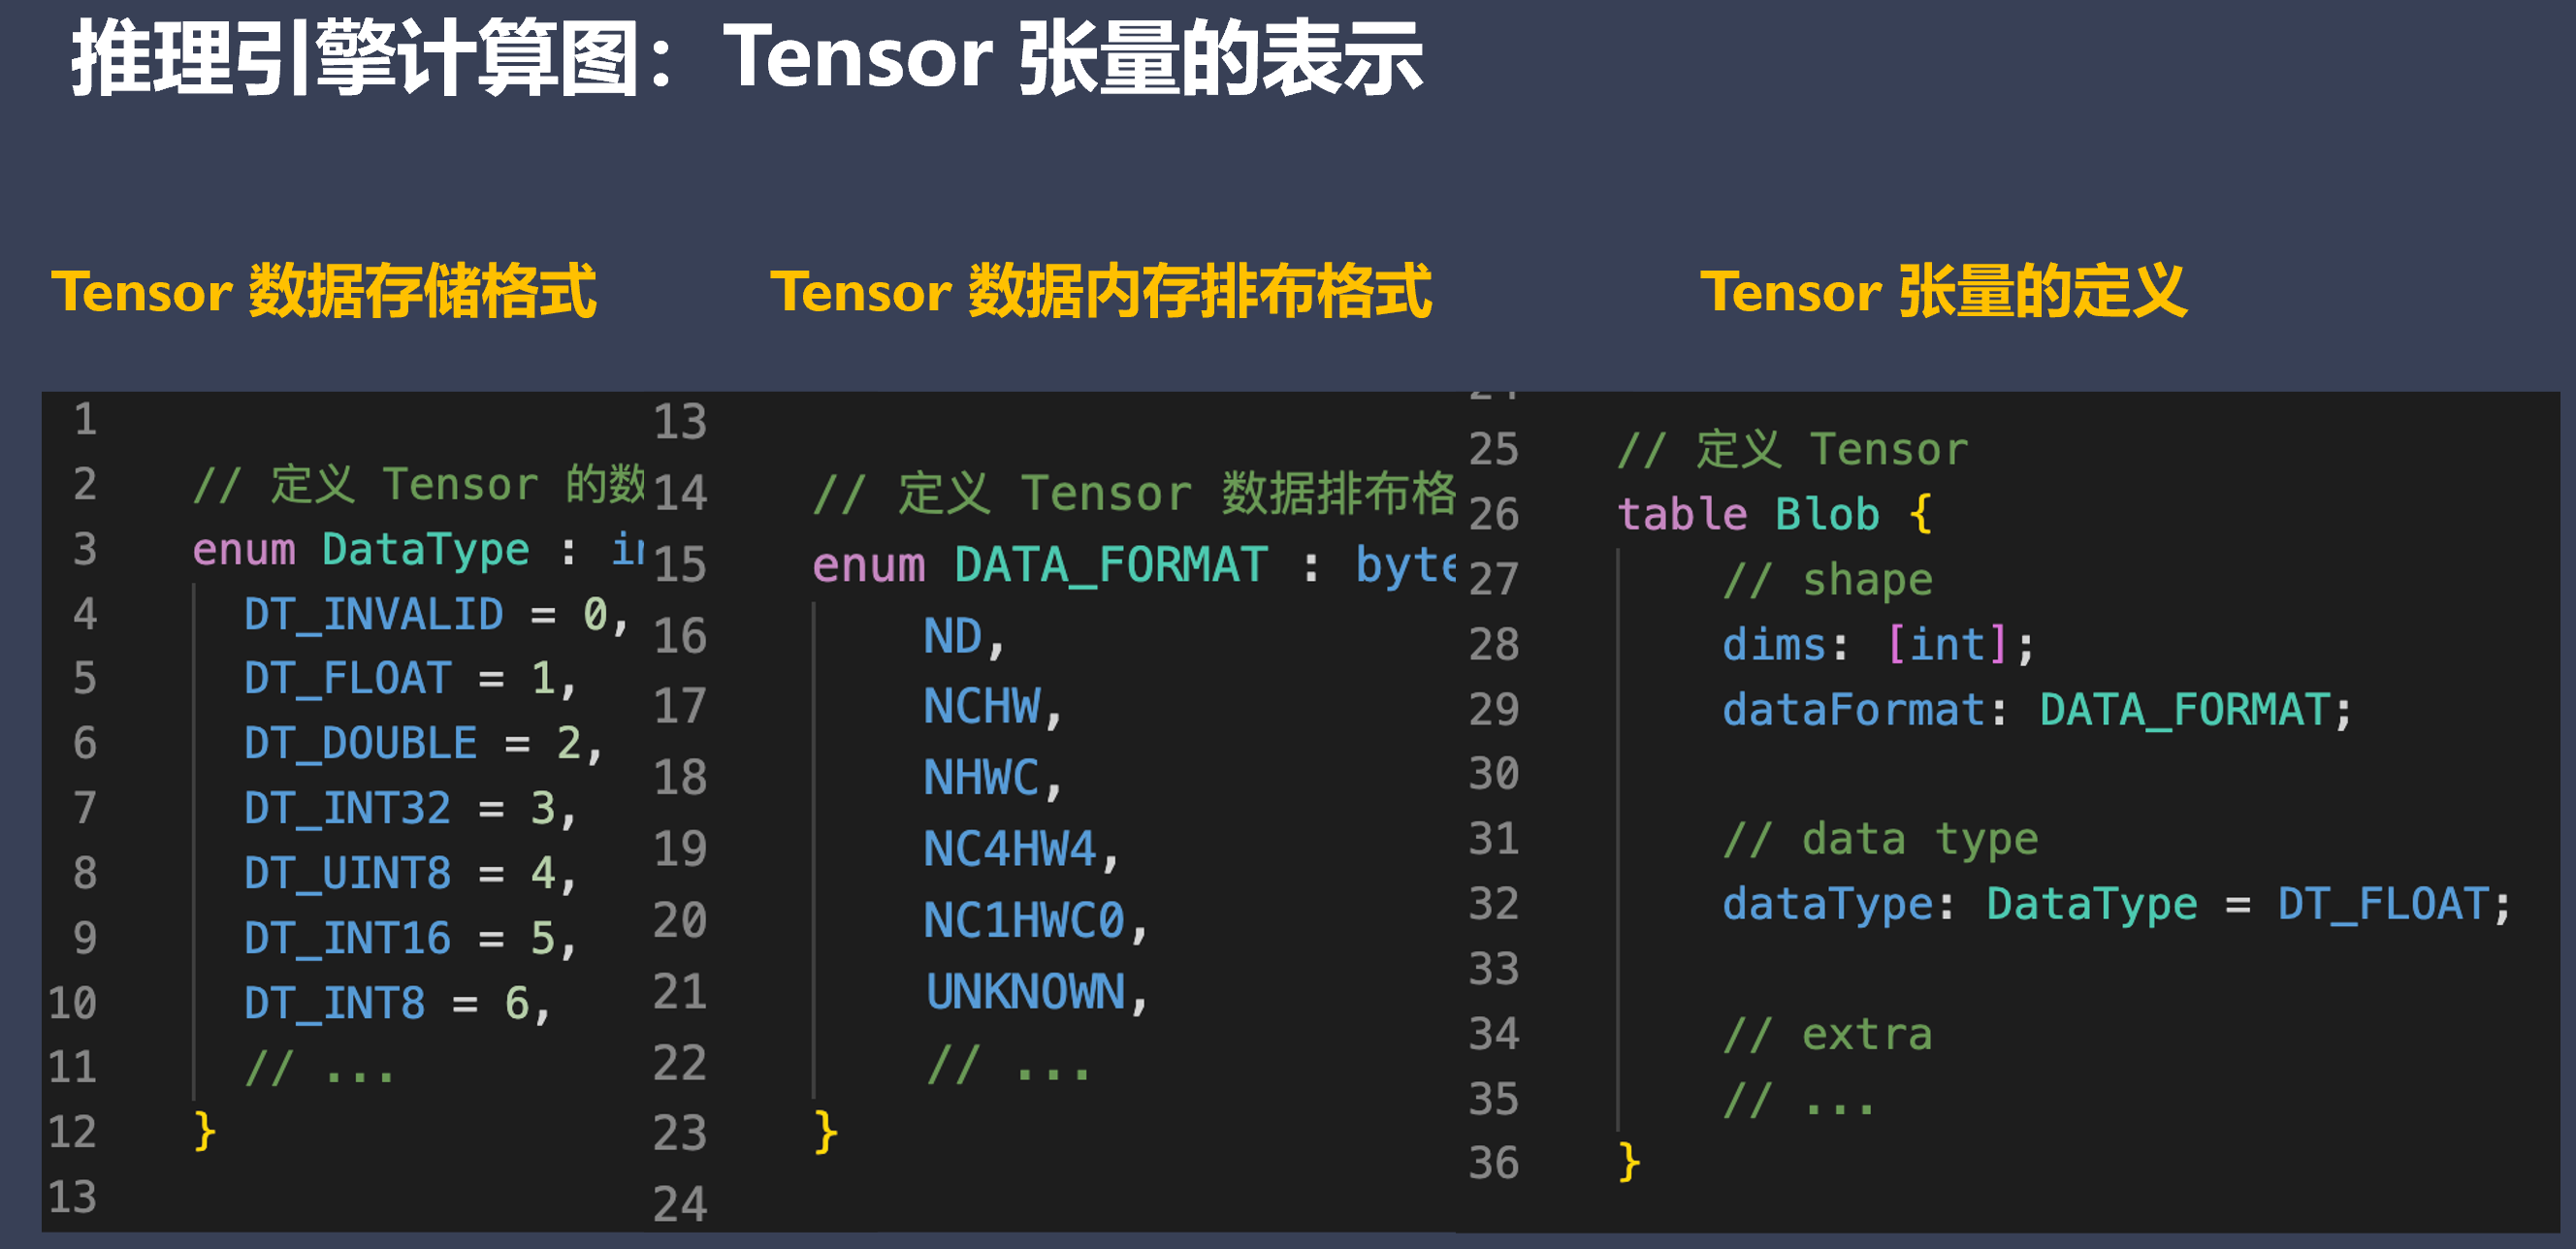 推理引擎计算图：Tensor 张量的表示
Tensor 数据存储格式
1
2 // 定义 Tensor 的数
3 enum DataType : in
4 DT_INVALID = 0,
5 DT_FLOAT = 1,
6 DT_DOUBLE = 2,
7 DT_INT32 = 3,
8 DT_UINT8 = 4,
9 DT_INT16 = 5,
10 DT_INT8 = 6,
11 // ...
12 }
13
Tensor 数据内存排布格式
13
14 // 定义 Tensor 数据排布格
15 enum DATA_FORMAT : byte
16 ND,
17 NCHW,
18 NHWC,
19 NC4HW4,
20 NC1HWC0,
21 UNKNOWN,
22 // ...
23 }
24
Tensor 张量的定义
25 // 定义 Tensor
26 table Blob {
27 // shape
28 dims: [int];
29 dataFormat: DATA_FORMAT;
30
31 // data type
32 dataType: DataType = DT_FLOAT;
33
34 // extra
35 // ...
36 }